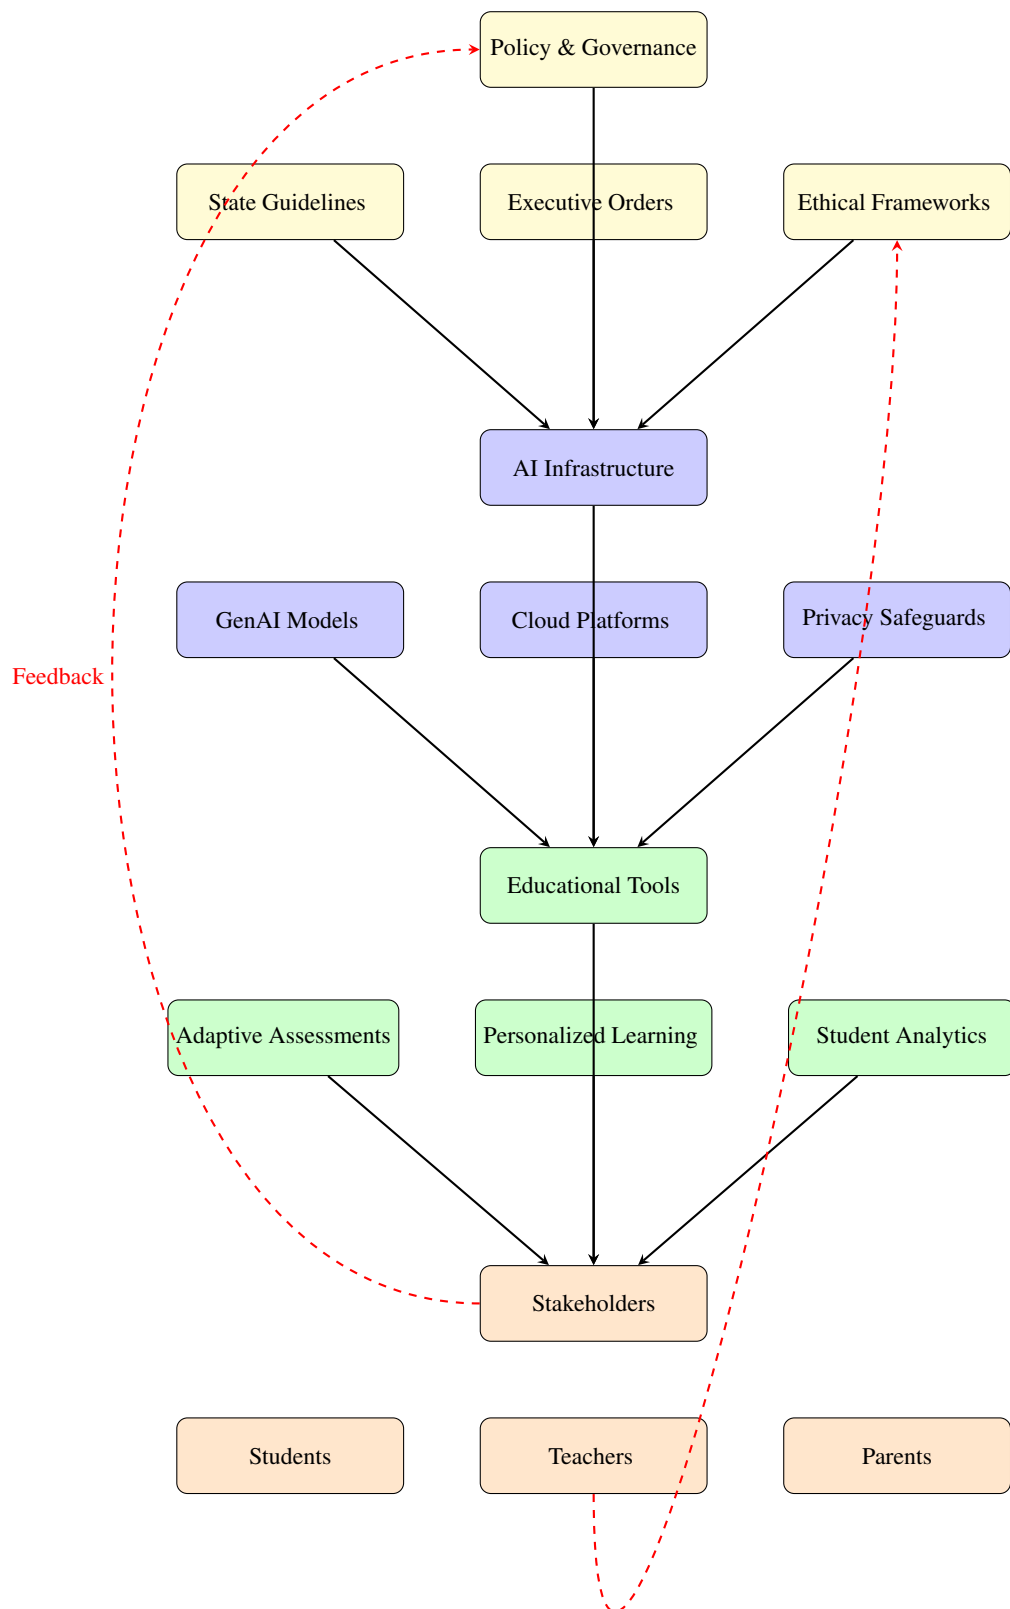 Policy & Governance
State Guidelines
Executive Orders
Ethical Frameworks
AI Infrastructure
GenAI Models
Cloud Platforms
Privacy Safeguards
Feedback
Educational Tools
Adaptive Assessments
Personalized Learning
Student Analytics
Stakeholders
Students
Teachers
Parents